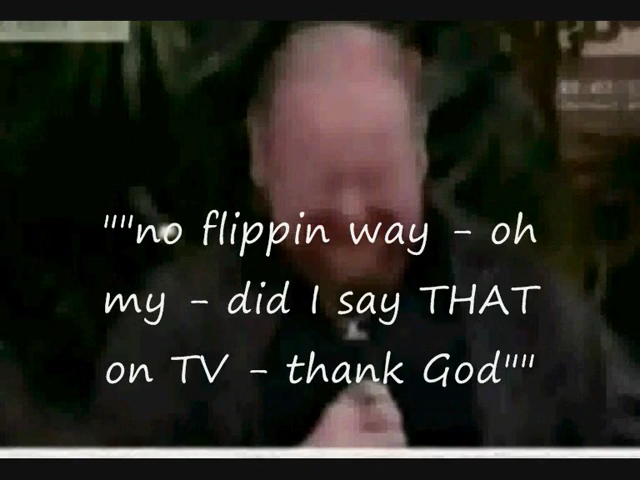 ""no flippin way - oh
my - did I say THAT
on TV - thank God""